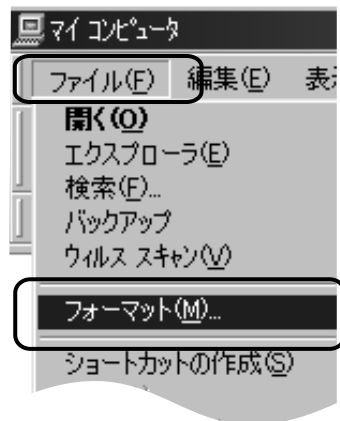 マイ コンピュータ
ファイル(F) 編集(E) 表示
開く(O)
エクスプローラ(E)
検索(F)...
バックアップ
ウィルス スキャン(V)
フォーマット(M)...
ショートカットの作成(S)